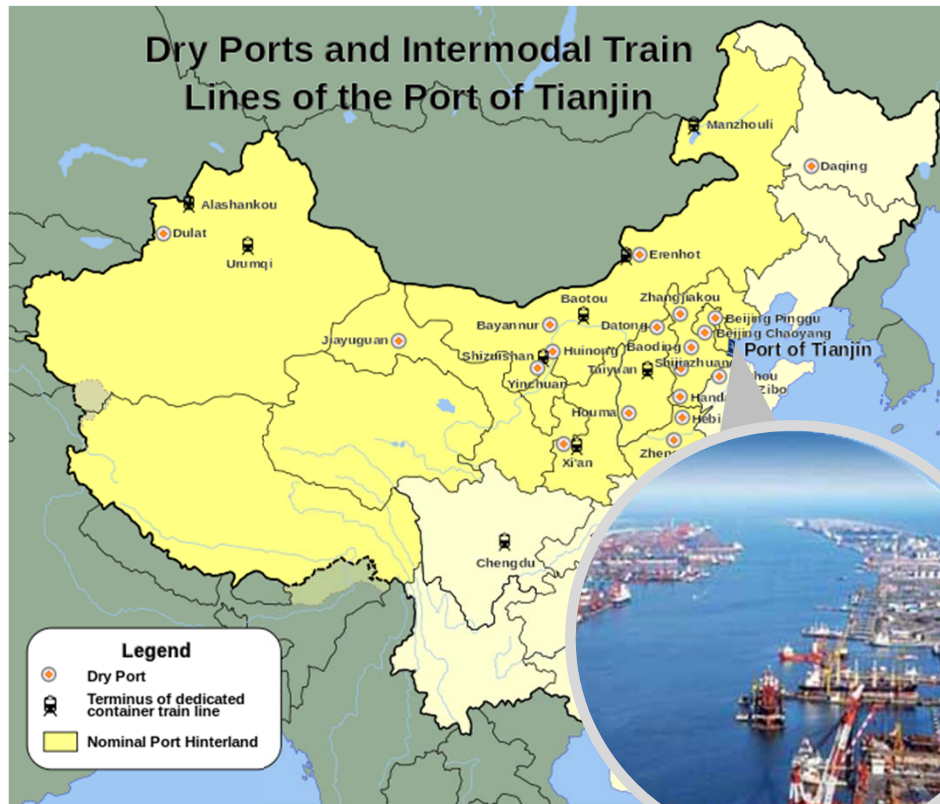 Dry Ports and Intermodal Train
Lines of the Port of Tianjin
Manzhouli
Daqing
Alashankou
Dulat
Urumqi
Erenhot
Baotou
Zhangjiakou
Bayannur
Datong
Beijing Pinggu
Beijing Chaoyang
Jiayuguan
Shizuishan
Huinong
Baoding
Port of Tianjin
Taiyuan
Shijiazhuang
Yinchuan
Zibo
Houma
Hebi
Xi'an
Chengdu
Legend
Dry Port
Terminus of dedicated
container train line
Nominal Port Hinterland